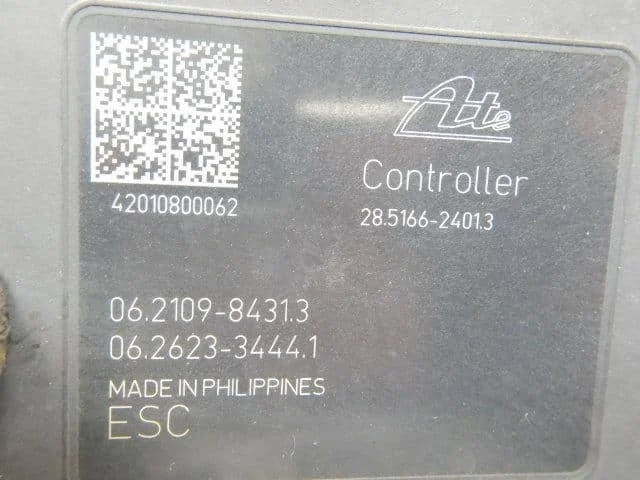 Ate
Controller
42010800062
28.5166-2401.3
06.2109-8431.3
06.2623-3444.1
MADE IN PHILIPPINES
ESC